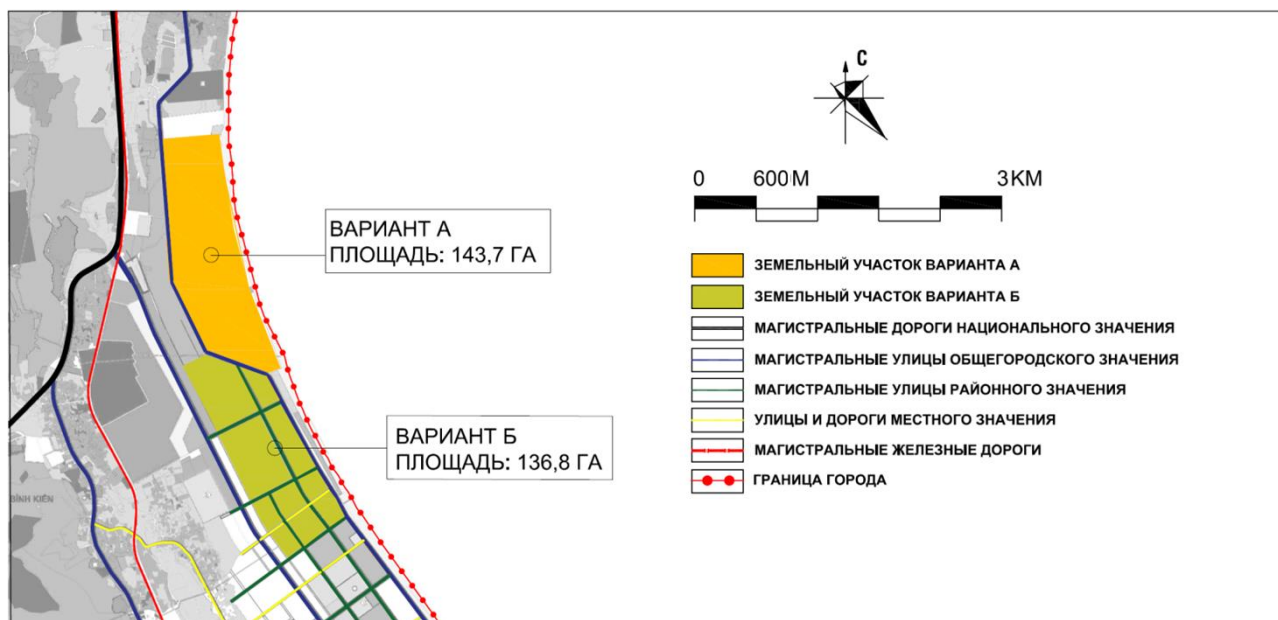 С
0 600М 3КМ
ВАРИАНТ А
ПЛОЩАДЬ: 143,7 ГА
ЗЕМЕЛЬНЫЙ УЧАСТОК ВАРИАНТА А
ЗЕМЕЛЬНЫЙ УЧАСТОК ВАРИАНТА Б
МАГИСТРАЛЬНЫЕ ДОРОГИ НАЦИОНАЛЬНОГО ЗНАЧЕНИЯ
МАГИСТРАЛЬНЫЕ УЛИЦЫ ОБЩЕГОРОДСКОГО ЗНАЧЕНИЯ
МАГИСТРАЛЬНЫЕ УЛИЦЫ РАЙОННОГО ЗНАЧЕНИЯ
УЛИЦЫ И ДОРОГИ МЕСТНОГО ЗНАЧЕНИЯ
МАГИСТРАЛЬНЫЕ ЖЕЛЕЗНЫЕ ДОРОГИ
ГРАНИЦА ГОРОДА
ВАРИАНТ Б
ПЛОЩАДЬ: 136,8 ГА
BÌNH KIẾN